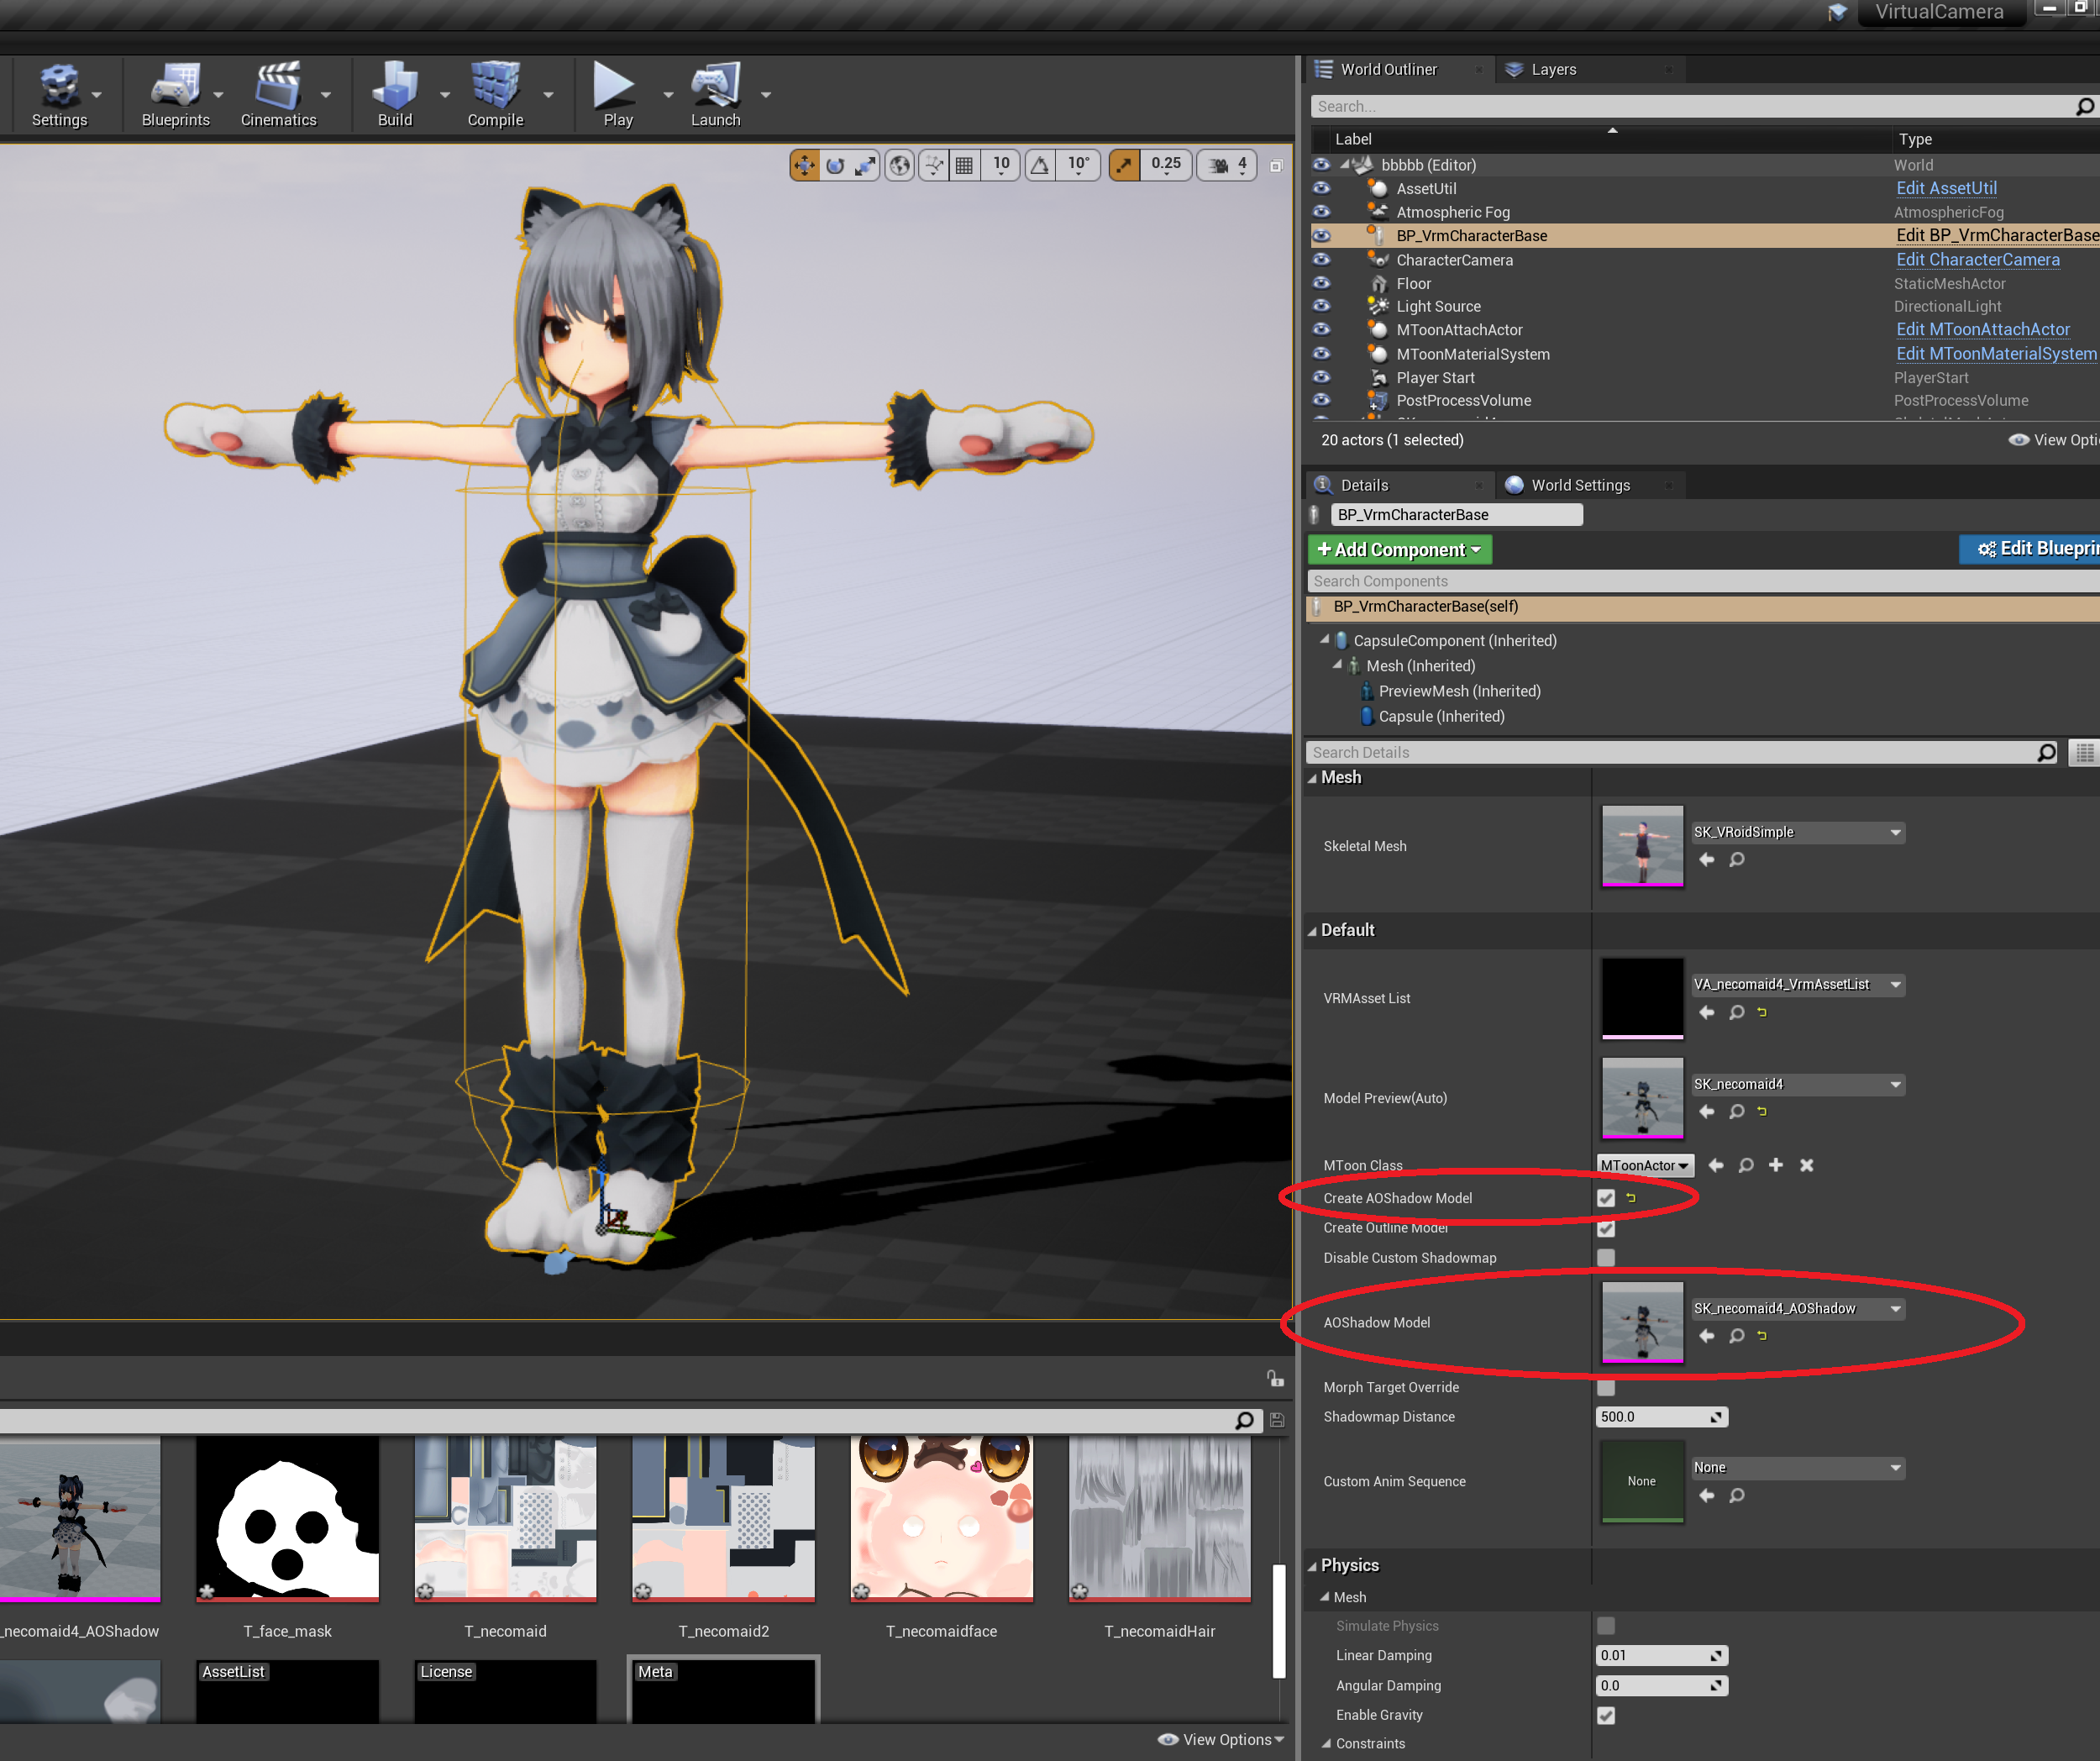 VirtualCamera
Settings
Blueprints
Cinematics
Build
Compile
Play
Launch
10
10°
0.25
4
World Outliner
Layers
Search...
Label
Type
bbbbb (Editor)
World
AssetUtil
Edit AssetUtil
Atmospheric Fog
AtmosphericFog
BP_VrmCharacterBase
Edit BP_VrmCharacterBase
CharacterCamera
Edit CharacterCamera
Floor
StaticMeshActor
Light Source
DirectionalLight
MToonAttachActor
Edit MToonAttachActor
MToonMaterialSystem
Edit MToonMaterialSystem
Player Start
PlayerStart
PostProcessVolume
PostProcessVolume
20 actors (1 selected)
View Opti
Details
World Settings
BP_VrmCharacterBase
Add Component
Edit Blueprin
Search Components
BP_VrmCharacterBase(self)
CapsuleComponent (Inherited)
Mesh (Inherited)
PreviewMesh (Inherited)
Capsule (Inherited)
Search Details
Mesh
Skeletal Mesh
SK_VRoidSimple
Default
VRMAsset List
VA_necomaid4_VrmAssetList
Model Preview(Auto)
SK_necomaid4
MToon Class
MToonActor
Create AOShadow Model
Create Outline Model
Disable Custom Shadowmap
AOShadow Model
SK_necomaid4_AOShadow
Morph Target Override
Shadowmap Distance
500.0
Custom Anim Sequence
None
None
Physics
Mesh
Simulate Physics
Linear Damping
0.01
Angular Damping
0.0
Enable Gravity
Constraints
_necomaid4_AOShadow
T_face_mask
T_necomaid
T_necomaid2
T_necomaidface
T_necomaidHair
AssetList
License
Meta
View Options